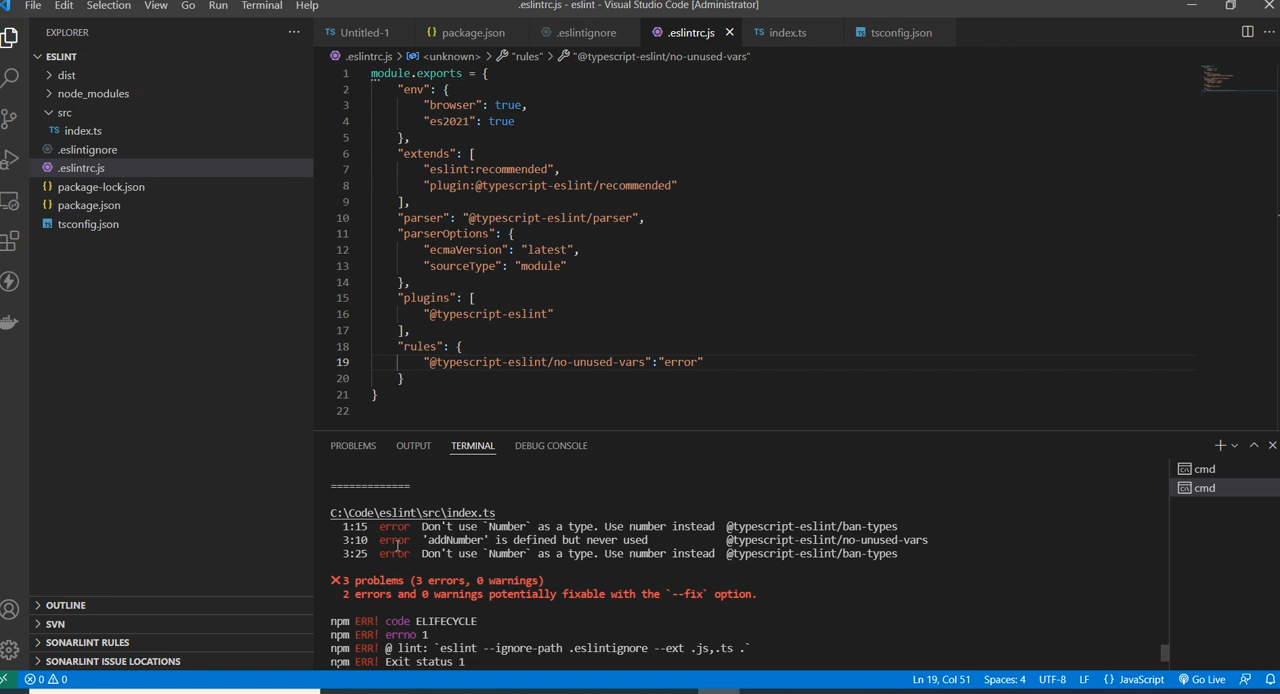 File Edit Selection View Go Run Terminal Help .eslintrc.js - eslint - Visual Studio Code [Administrator]
EXPLORER
TS Untitled-1 {} package.json .eslintignore .eslintrc.js TS index.ts tsconfig.json
.eslintrc.js > <unknown> > "rules" > "@typescript-eslint/no-unused-vars"
ESLINT
dist
node_modules
src
TS index.ts
.eslintignore
.eslintrc.js
{} package-lock.json
{} package.json
tsconfig.json
1 module.exports = {
2 "env": {
3 "browser": true,
4 "es2021": true
5 },
6 "extends": [
7 "eslint:recommended",
8 "plugin:@typescript-eslint/recommended"
9 ],
10 "parser": "@typescript-eslint/parser",
11 "parserOptions": {
12 "ecmaVersion": "latest",
13 "sourceType": "module"
14 },
15 "plugins": [
16 "@typescript-eslint"
17 ],
18 "rules": {
19 "@typescript-eslint/no-unused-vars":"error"
20 }
21 }
22
PROBLEMS OUTPUT TERMINAL DEBUG CONSOLE
cmd
cmd
=============
C:\Code\eslint\src\index.ts
1:15 error Don't use `Number` as a type. Use number instead @typescript-eslint/ban-types
3:10 error 'addNumber' is defined but never used @typescript-eslint/no-unused-vars
3:25 error Don't use `Number` as a type. Use number instead @typescript-eslint/ban-types
✕3 problems (3 errors, 0 warnings)
2 errors and 0 warnings potentially fixable with the `--fix` option.
npm ERR! code ELIFECYCLE
npm ERR! errno 1
npm ERR! @ lint: `eslint --ignore-path .eslintignore --ext .js,.ts .`
npm ERR! Exit status 1
OUTLINE
SVN
SONARLINT RULES
SONARLINT ISSUE LOCATIONS
0 0 Ln 19, Col 51 Spaces: 4 UTF-8 LF {} JavaScript Go Live